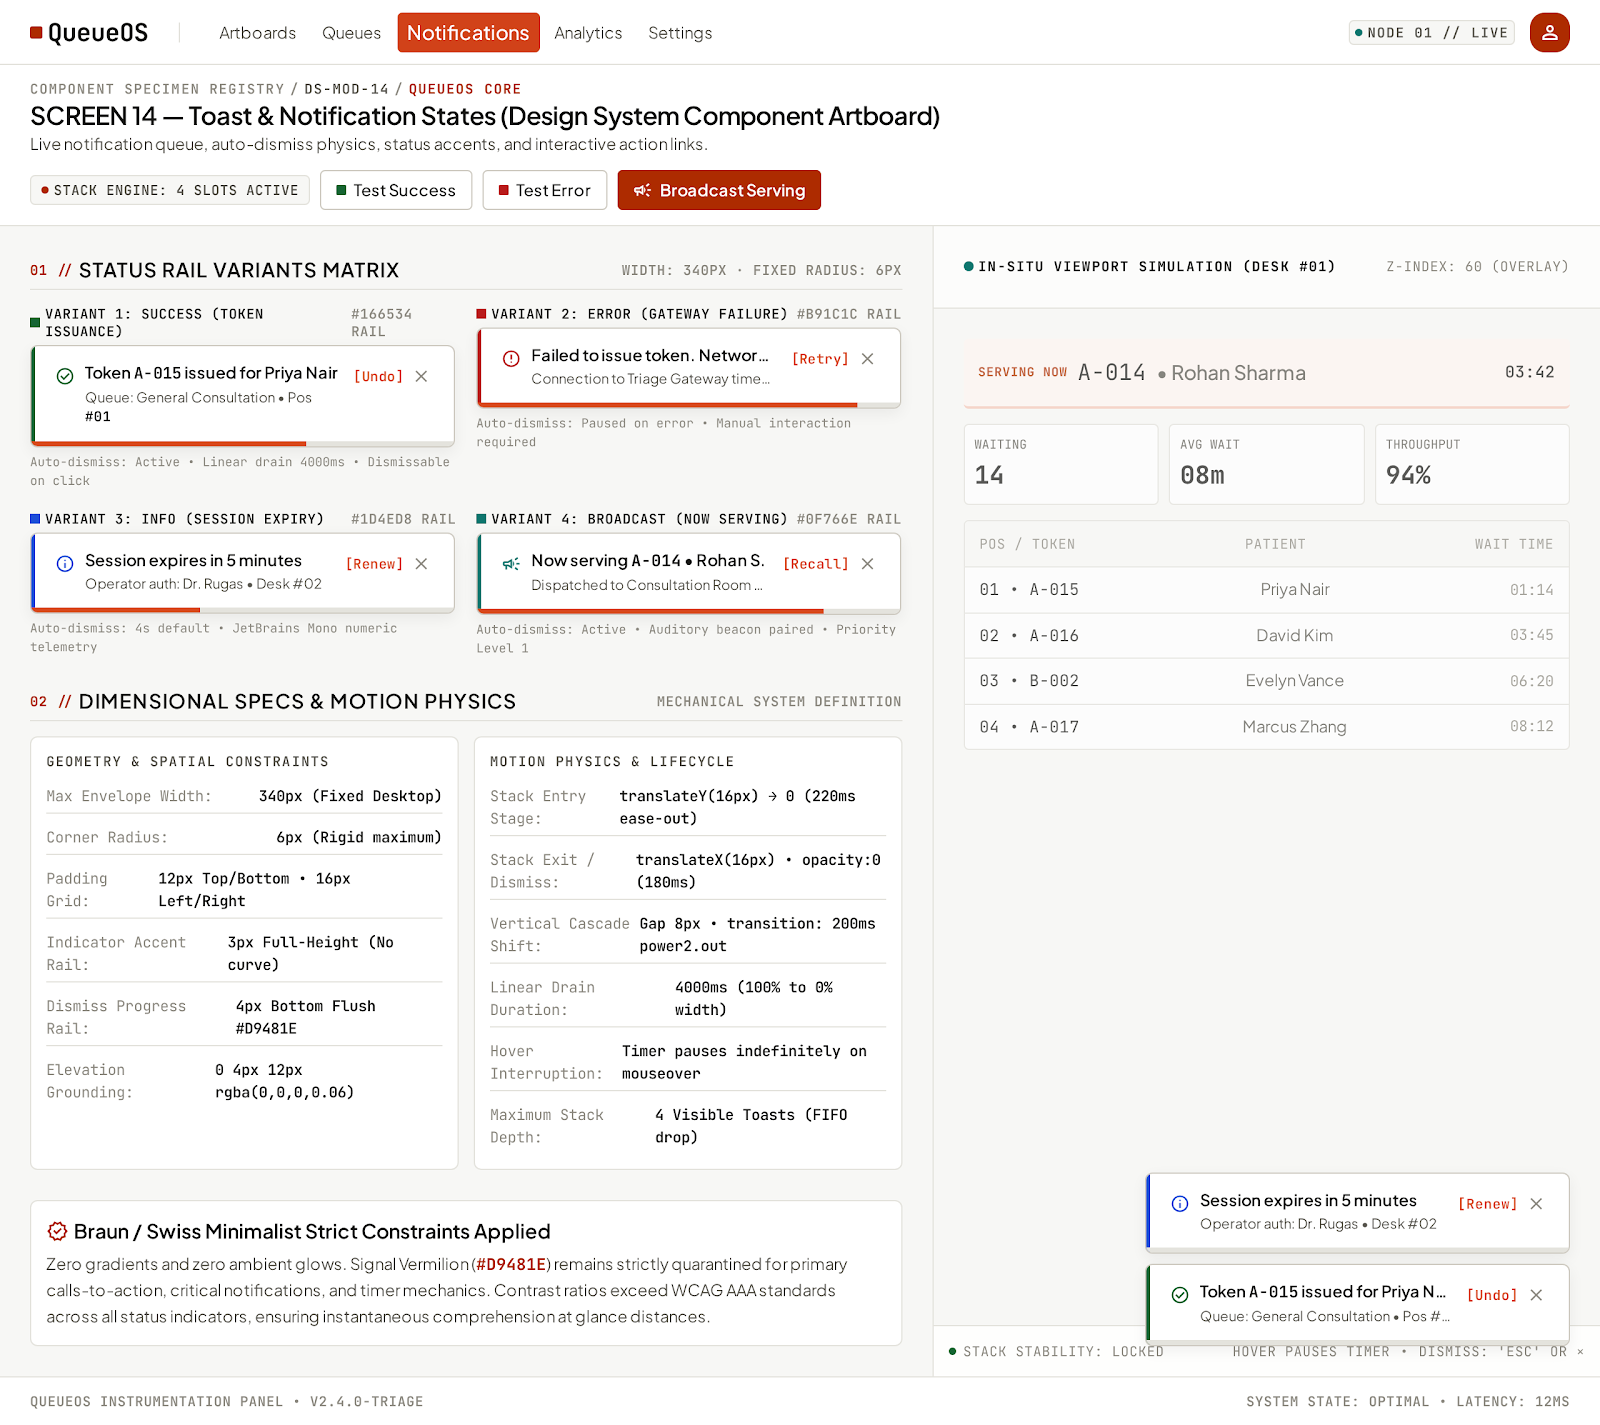 QueueOS
Artboards
Queues
Notifications
Analytics
Settings
NODE 01 // LIVE
COMPONENT SPECIMEN REGISTRY / DS-MOD-14 / QUEUEOS CORE
SCREEN 14 — Toast & Notification States (Design System Component Artboard)
Live notification queue, auto-dismiss physics, status accents, and interactive action links.
STACK ENGINE: 4 SLOTS ACTIVE
Test Success
Test Error
Broadcast Serving
01 // STATUS RAIL VARIANTS MATRIX
WIDTH: 340PX · FIXED RADIUS: 6PX
VARIANT 1: SUCCESS (TOKEN
ISSUANCE)
#166534
RAIL
Token A-015 issued for Priya Nair
[Undo]
Queue: General Consultation • Pos
#01
Auto-dismiss: Active • Linear drain 4000ms • Dismissable
on click
VARIANT 2: ERROR (GATEWAY FAILURE)
#B91C1C RAIL
Failed to issue token. Networ...
[Retry]
Connection to Triage Gateway time...
Auto-dismiss: Paused on error • Manual interaction
required
VARIANT 3: INFO (SESSION EXPIRY)
#1D4ED8 RAIL
Session expires in 5 minutes
[Renew]
Operator auth: Dr. Rugas • Desk #02
Auto-dismiss: 4s default • JetBrains Mono numeric
telemetry
VARIANT 4: BROADCAST (NOW SERVING)
#0F766E RAIL
Now serving A-014 • Rohan S.
[Recall]
Dispatched to Consultation Room ...
Auto-dismiss: Active • Auditory beacon paired • Priority
Level 1
02 // DIMENSIONAL SPECS & MOTION PHYSICS
MECHANICAL SYSTEM DEFINITION
GEOMETRY & SPATIAL CONSTRAINTS
Max Envelope Width:
340px (Fixed Desktop)
Corner Radius:
6px (Rigid maximum)
Padding
Grid:
12px Top/Bottom • 16px
Left/Right
Indicator Accent
Rail:
3px Full-Height (No
curve)
Dismiss Progress
Rail:
4px Bottom Flush
#D9481E
Elevation
Grounding:
0 4px 12px
rgba(0,0,0,0.06)
MOTION PHYSICS & LIFECYCLE
Stack Entry
Stage:
translateY(16px) → 0 (220ms
ease-out)
Stack Exit /
Dismiss:
translateX(16px) • opacity:0
(180ms)
Vertical Cascade
Shift:
Gap 8px • transition: 200ms
power2.out
Linear Drain
Duration:
4000ms (100% to 0%
width)
Hover
Interruption:
Timer pauses indefinitely on
mouseover
Maximum Stack
Depth:
4 Visible Toasts (FIFO
drop)
Braun / Swiss Minimalist Strict Constraints Applied
Zero gradients and zero ambient glows. Signal Vermilion (#D9481E) remains strictly quarantined for primary
calls-to-action, critical notifications, and timer mechanics. Contrast ratios exceed WCAG AAA standards
across all status indicators, ensuring instantaneous comprehension at glance distances.
IN-SITU VIEWPORT SIMULATION (DESK #01)
Z-INDEX: 60 (OVERLAY)
SERVING NOW A-014 • Rohan Sharma
03:42
WAITING
14
AVG WAIT
08m
THROUGHPUT
94%
POS / TOKEN
PATIENT
WAIT TIME
01 • A-015
Priya Nair
01:14
02 • A-016
David Kim
03:45
03 • B-002
Evelyn Vance
06:20
04 • A-017
Marcus Zhang
08:12
Session expires in 5 minutes
[Renew]
Operator auth: Dr. Rugas • Desk #02
Token A-015 issued for Priya N...
[Undo]
Queue: General Consultation • Pos #...
STACK STABILITY: LOCKED
HOVER PAUSES TIMER • DISMISS: 'ESC' OR ×
QUEUEOS INSTRUMENTATION PANEL • V2.4.0-TRIAGE
SYSTEM STATE: OPTIMAL • LATENCY: 12MS